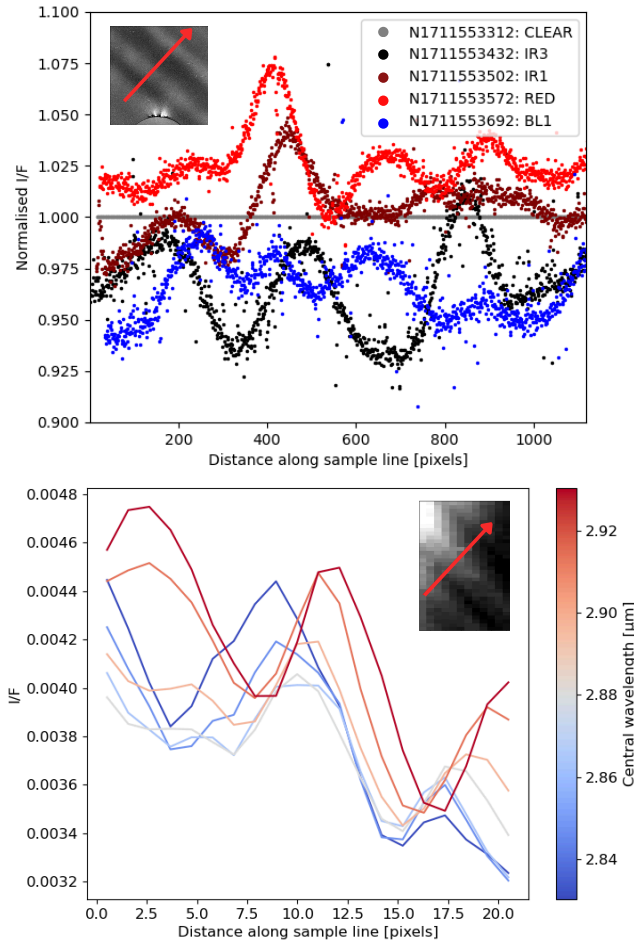 1.100
1.075
1.050
1.025
1.000
0.975
0.950
0.925
0.900
Normalised I/F
N1711553312: CLEAR
N1711553432: IR3
N1711553502: IR1
N1711553572: RED
N1711553692: BL1
200 400 600 800 1000
Distance along sample line [pixels]
0.0048
0.0046
0.0044
0.0042
0.0040
0.0038
0.0036
0.0034
0.0032
I/F
0.0 2.5 5.0 7.5 10.0 12.5 15.0 17.5 20.0
Distance along sample line [pixels]
2.92
2.90
2.88
2.86
2.84
Central wavelength [um]